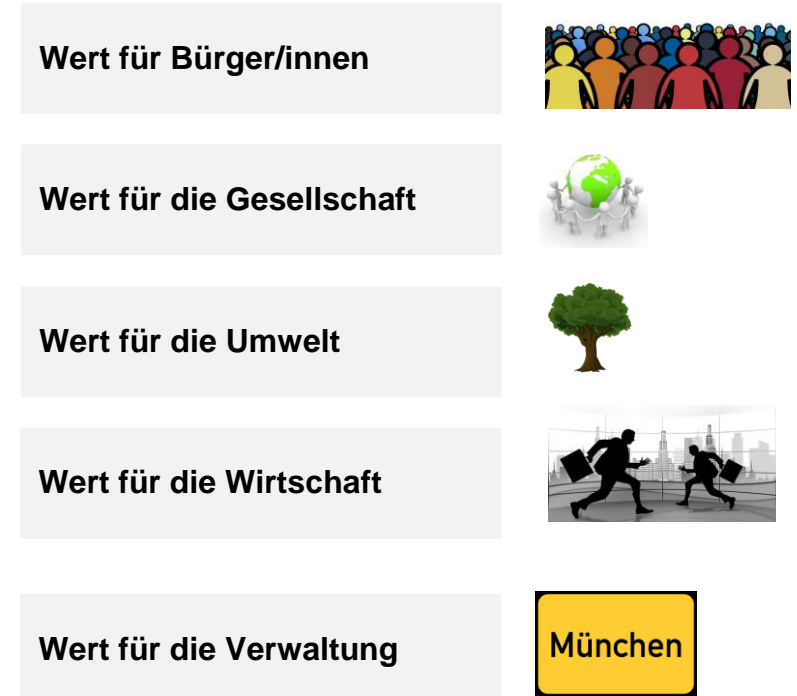 Wert für Bürger/innen
Wert für die Gesellschaft
Wert für die Umwelt
Wert für die Wirtschaft
Wert für die Verwaltung
München